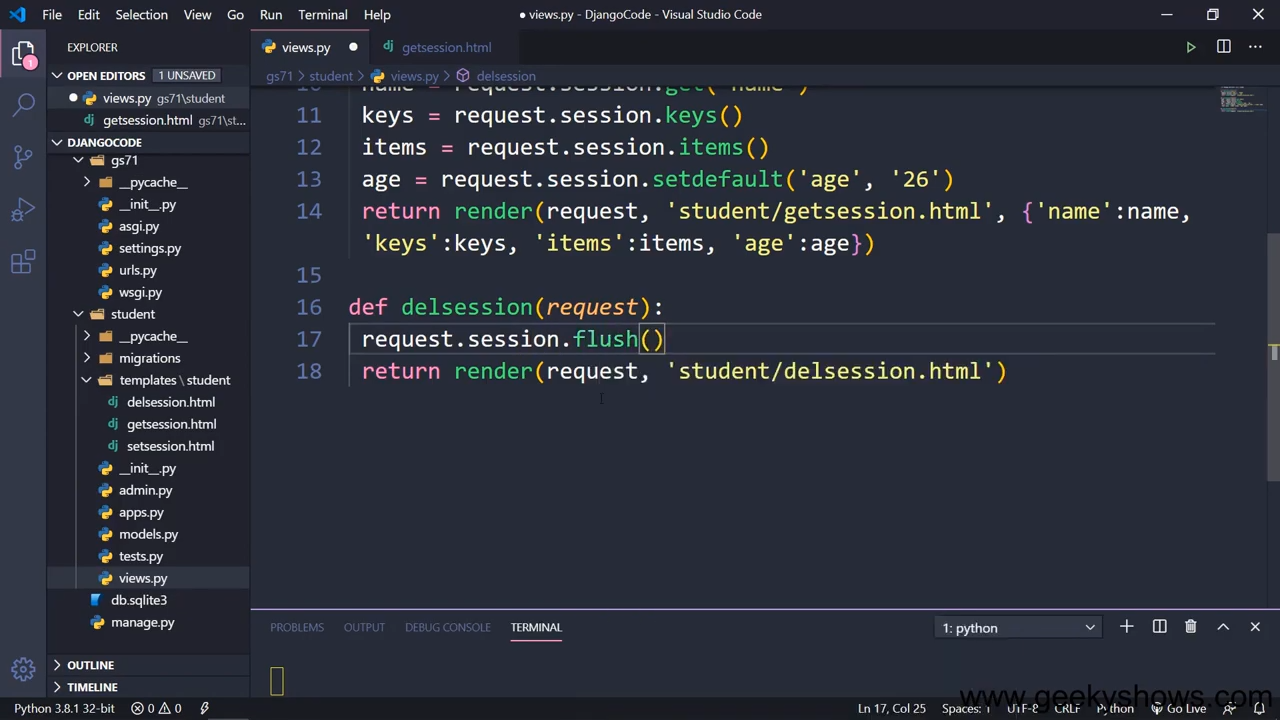 File Edit Selection View Go Run Terminal Help
● views.py - DjangoCode - Visual Studio Code
EXPLORER
OPEN EDITORS 1 UNSAVED
views.py gs71\student
getsession.html gs71\st...
DJANGOCODE
gs71
__pycache__
__init__.py
asgi.py
settings.py
urls.py
wsgi.py
student
__pycache__
migrations
templates \ student
delsession.html
getsession.html
setsession.html
__init__.py
admin.py
apps.py
models.py
tests.py
views.py
db.sqlite3
manage.py
OUTLINE
TIMELINE
views.py getsession.html
gs71 > student > views.py > delsession
10 name = request.session.get('name')
11 keys = request.session.keys()
12 items = request.session.items()
13 age = request.session.setdefault('age', '26')
14 return render(request, 'student/getsession.html', {'name':name,
'keys':keys, 'items':items, 'age':age})
15
16 def delsession(request):
17 request.session.flush()
18 return render(request, 'student/delsession.html')
PROBLEMS OUTPUT DEBUG CONSOLE TERMINAL 1: python
www.geekyshows.com
1
Python 3.8.1 32-bit 0 0 Ln 17, Col 25 Spaces: 1 UTF-8 CRLF Python Go Live